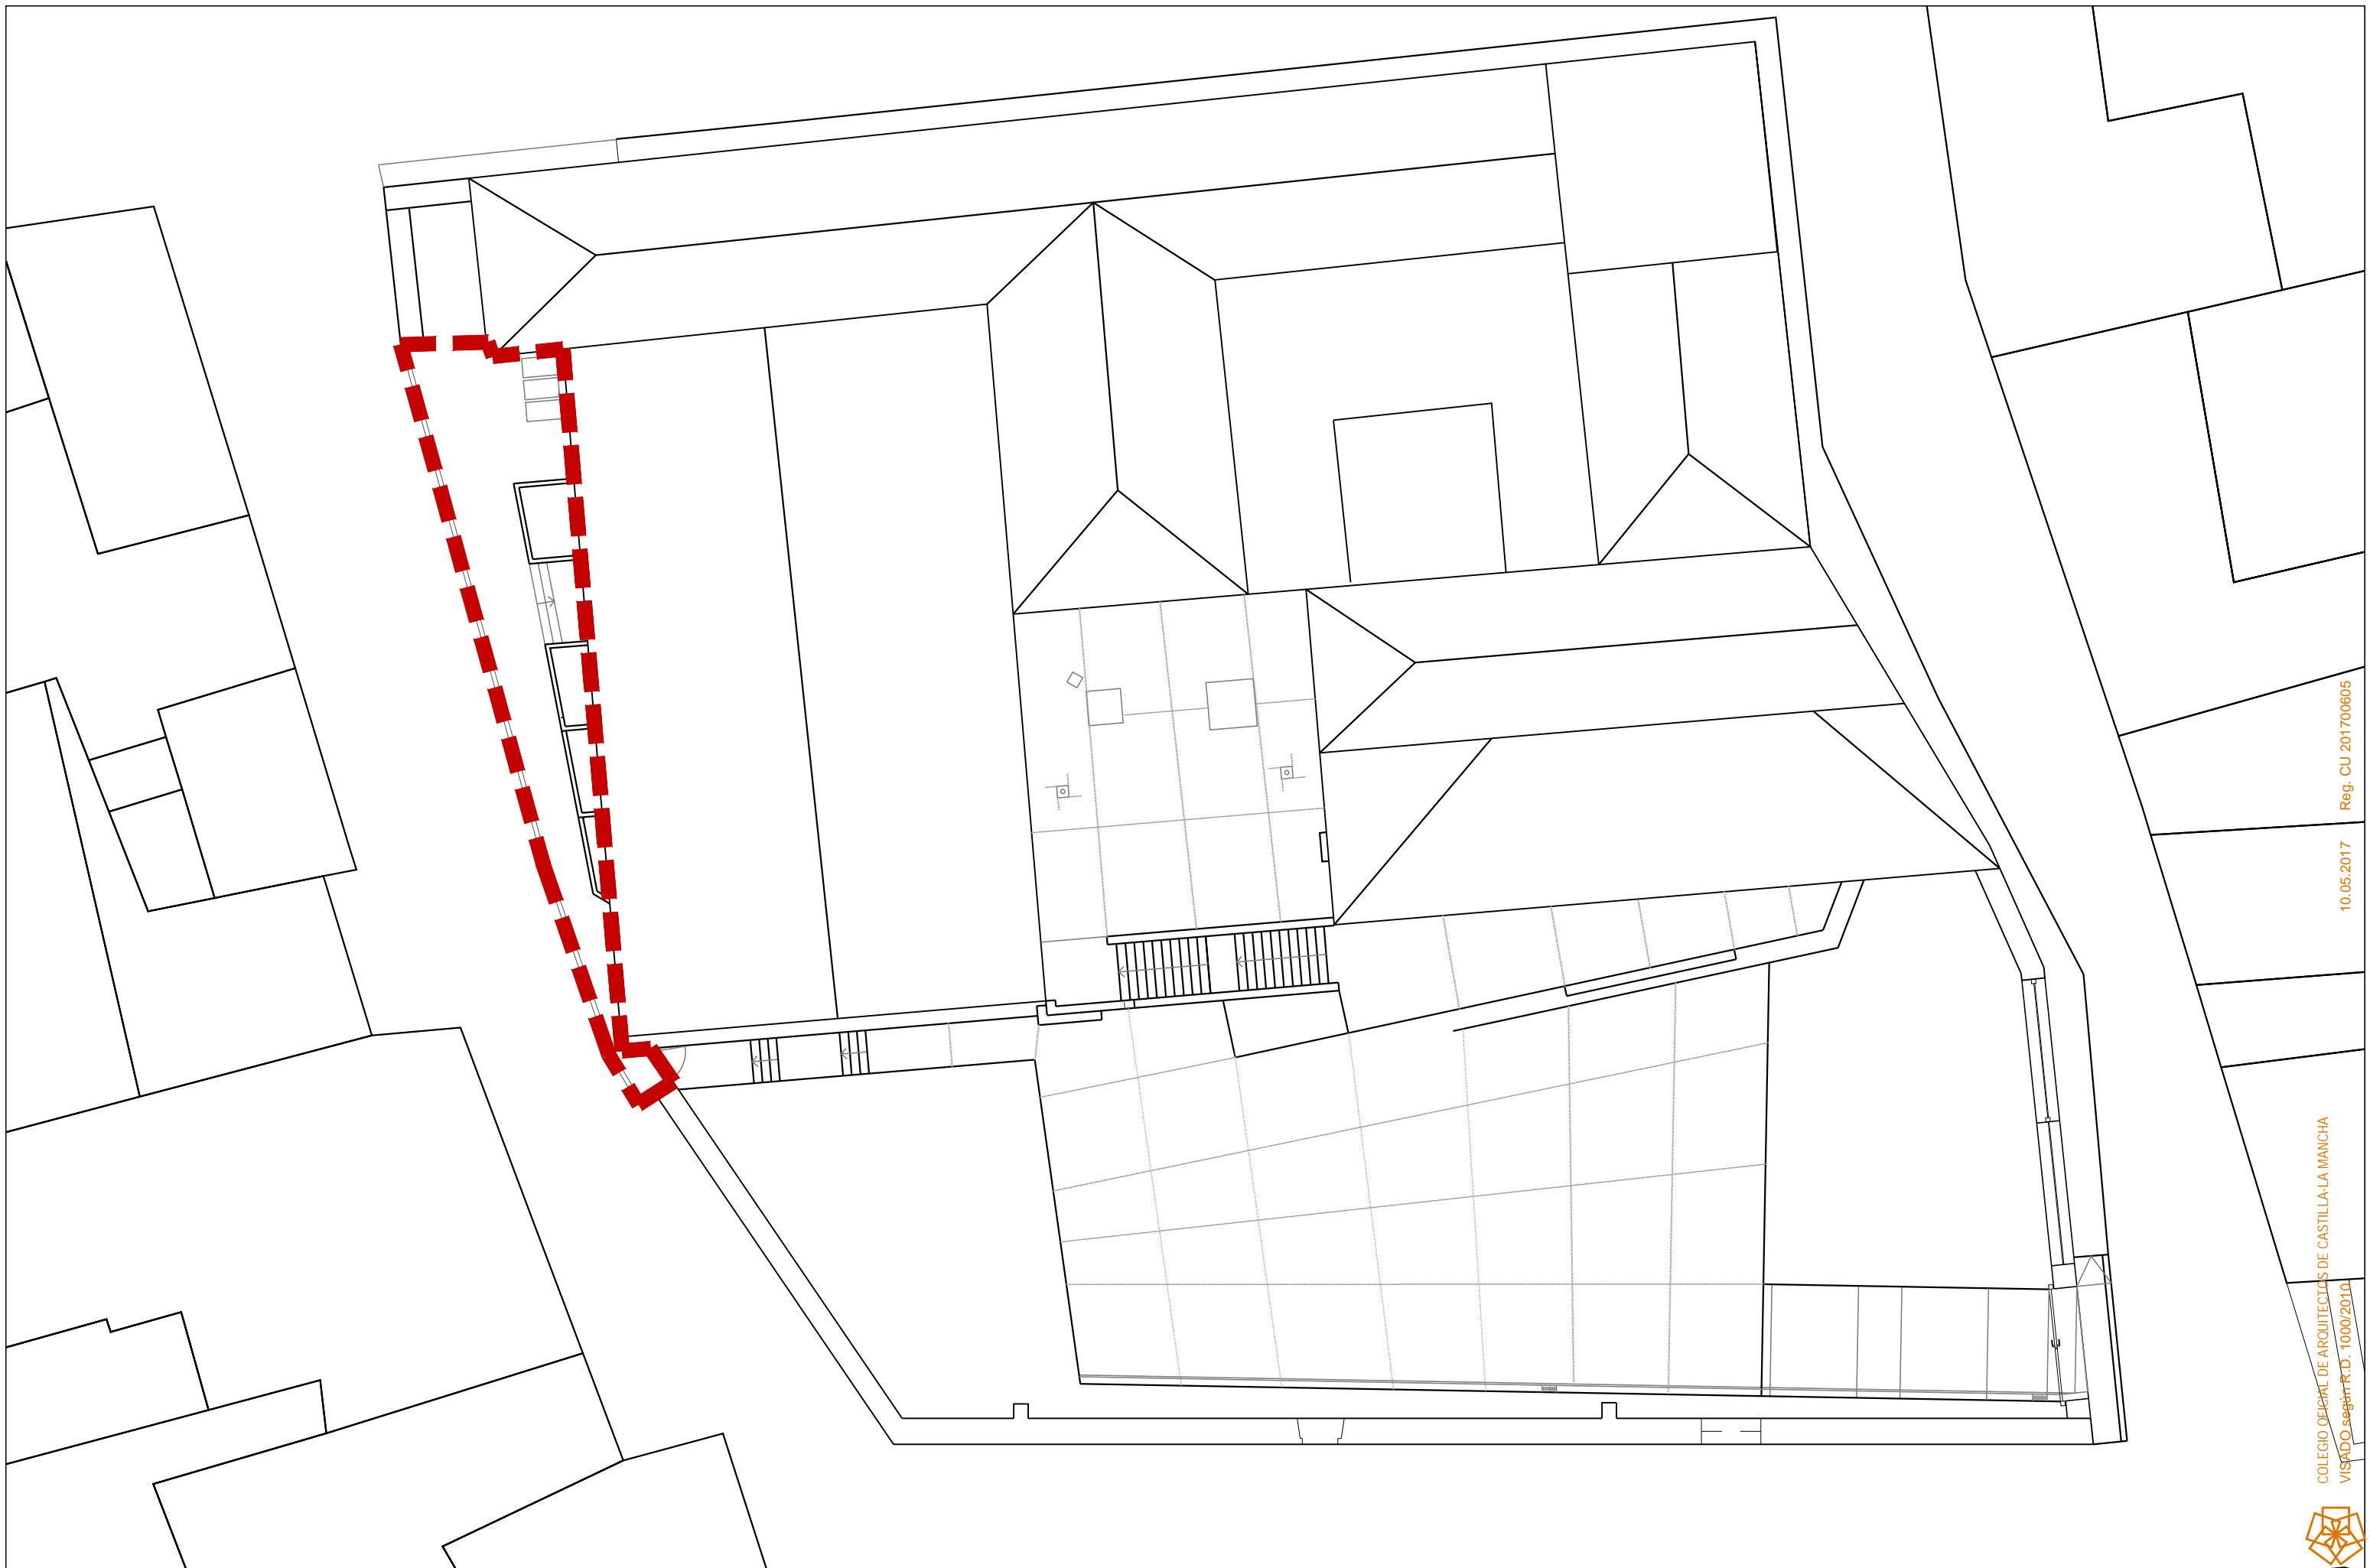 COLEGIO OFICIAL DE ARQUITECTOS DE CASTILLA-LA MANCHA
VISADO según R.D. 1000/2010
10.05.2017 Reg. CU 201700605